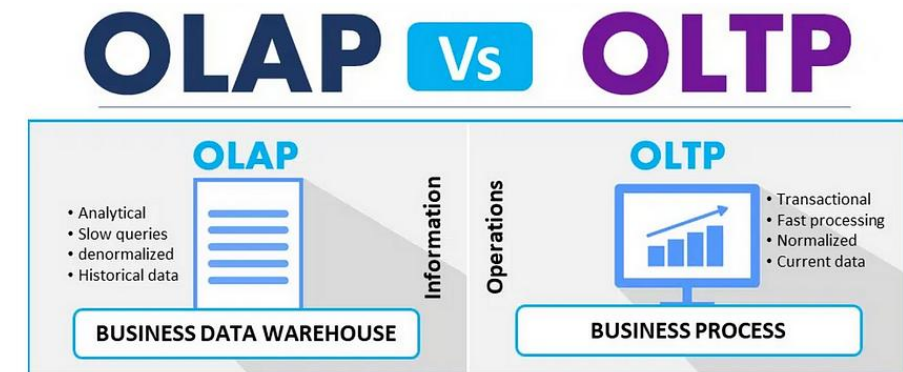 OLAP Vs OLTP
OLAP
• Analytical
• Slow queries
• denormalized
• Historical data
Information
BUSINESS DATA WAREHOUSE
OLTP
Operations
• Transactional
• Fast processing
• Normalized
• Current data
BUSINESS PROCESS